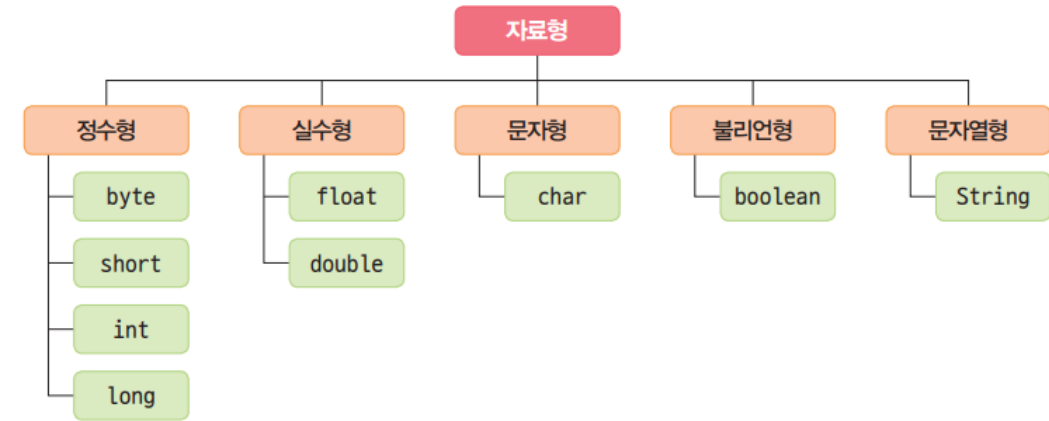 자료형
정수형
실수형
문자형
불리언형
문자열형
byte
float
char
boolean
String
short
double
int
long